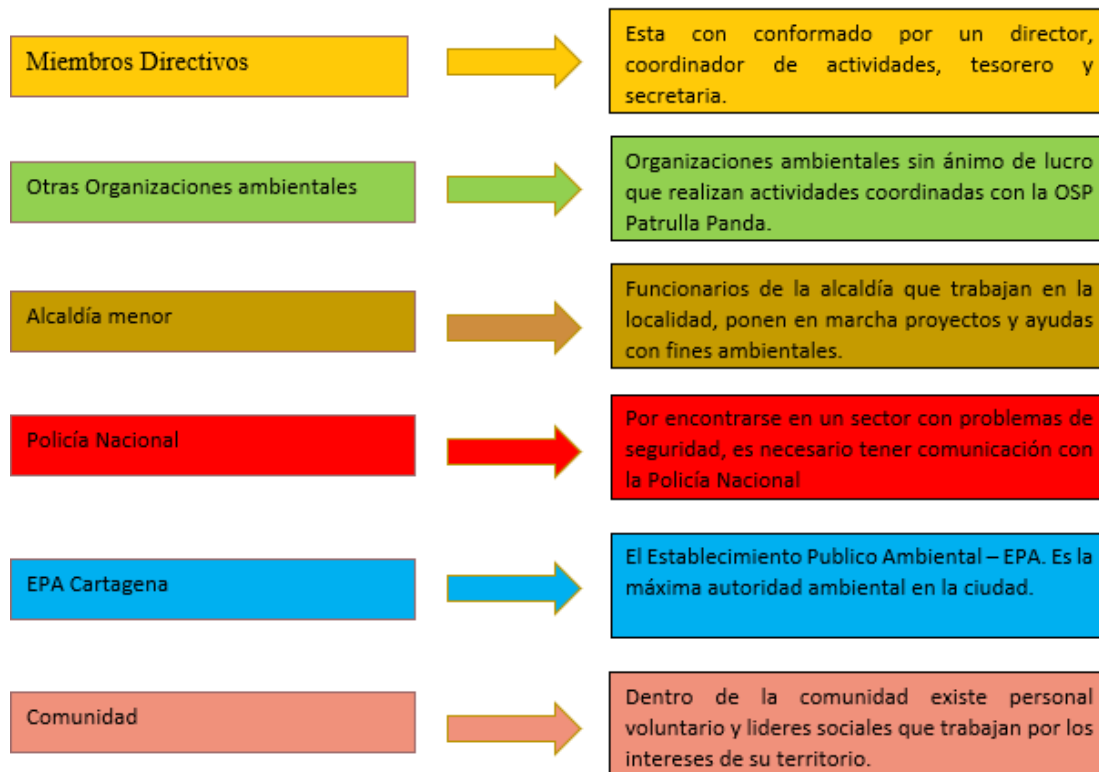 Miembros Directivos
Esta con conformado por un director,
coordinador de actividades, tesorero y
secretaria.
Otras Organizaciones ambientales
Organizaciones ambientales sin ánimo de lucro
que realizan actividades coordinadas con la OSP
Patrulla Panda.
Alcaldía menor
Funcionarios de la alcaldía que trabajan en la
localidad, ponen en marcha proyectos y ayudas
con fines ambientales.
Policía Nacional
Por encontrarse en un sector con problemas de
seguridad, es necesario tener comunicación con
la Policía Nacional
EPA Cartagena
El Establecimiento Publico Ambiental – EPA. Es la
máxima autoridad ambiental en la ciudad.
Comunidad
Dentro de la comunidad existe personal
voluntario y lideres sociales que trabajan por los
intereses de su territorio.